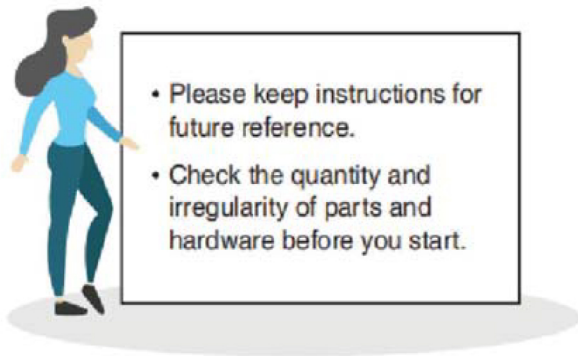 • Please keep instructions for
future reference.
• Check the quantity and
irregularity of parts and
hardware before you start.